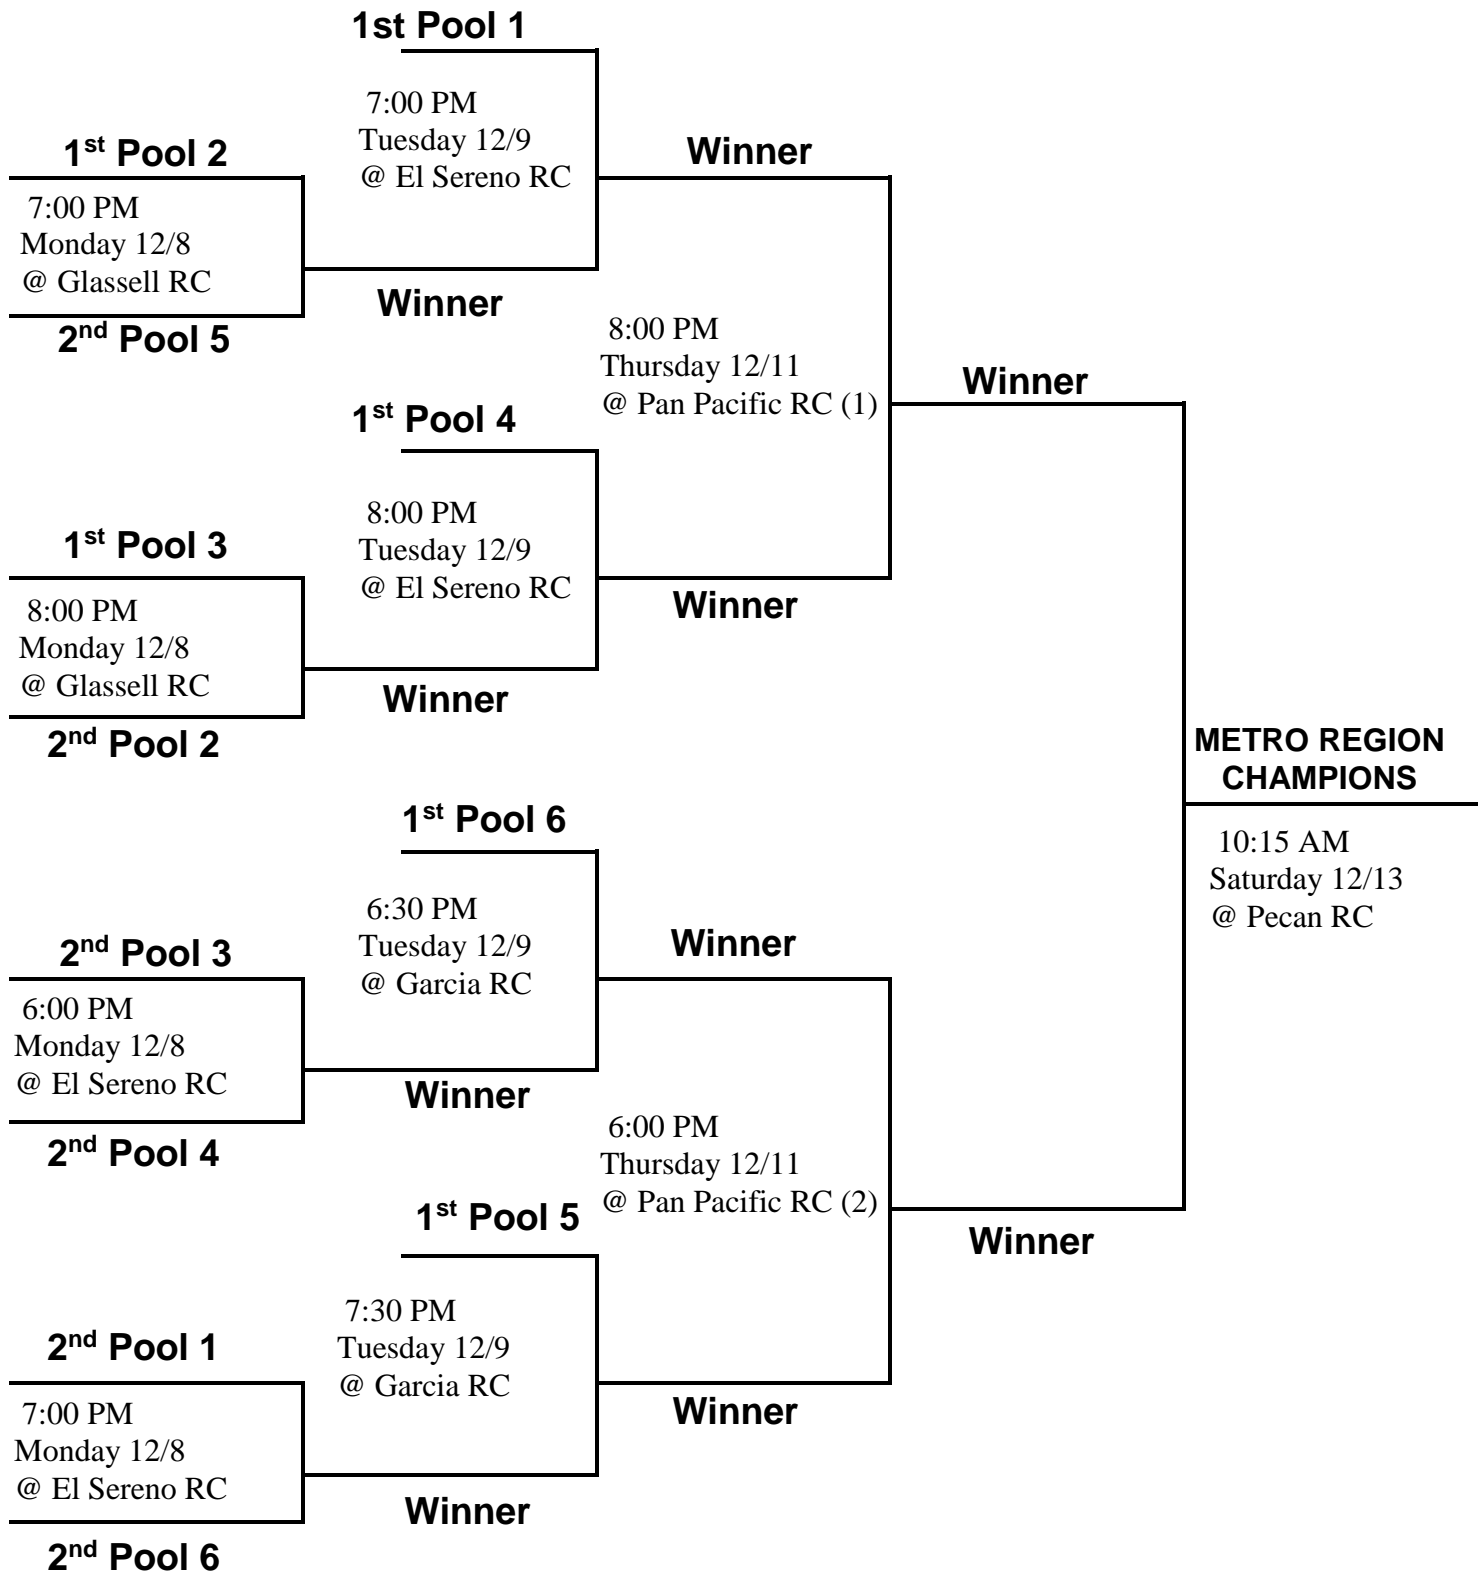 1st Pool 1
7:00 PM
Tuesday 12/9
@ El Sereno RC
1st Pool 2
7:00 PM
Monday 12/8
@ Glassell RC
2nd Pool 5
Winner
Winner
8:00 PM
Thursday 12/11
@ Pan Pacific RC (1)
1st Pool 4
8:00 PM
Tuesday 12/9
@ El Sereno RC
1st Pool 3
8:00 PM
Monday 12/8
@ Glassell RC
2nd Pool 2
Winner
Winner
Winner
METRO REGION
CHAMPIONS
10:15 AM
Saturday 12/13
@ Pecan RC
1st Pool 6
6:30 PM
Tuesday 12/9
@ Garcia RC
2nd Pool 3
6:00 PM
Monday 12/8
@ El Sereno RC
2nd Pool 4
Winner
Winner
6:00 PM
Thursday 12/11
@ Pan Pacific RC (2)
1st Pool 5
7:30 PM
Tuesday 12/9
@ Garcia RC
2nd Pool 1
7:00 PM
Monday 12/8
@ El Sereno RC
2nd Pool 6
Winner
Winner
Winner